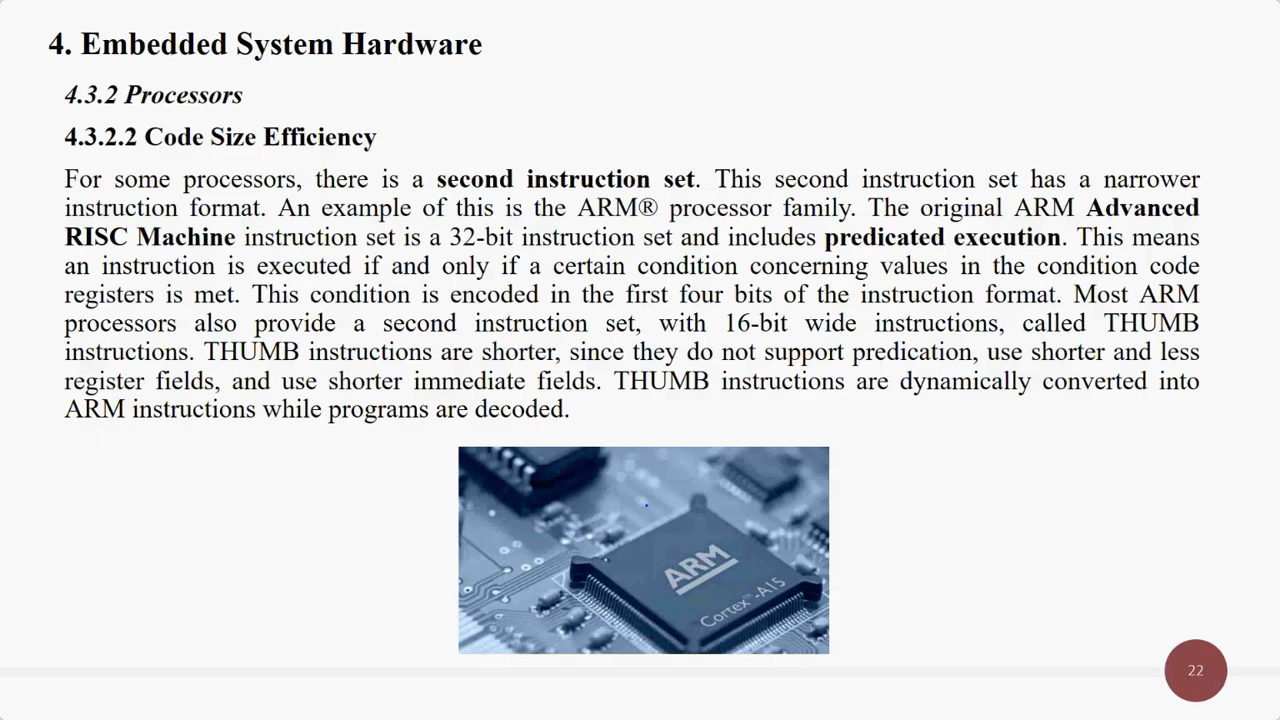 4. Embedded System Hardware
4.3.2 Processors
4.3.2.2 Code Size Efficiency
For some processors, there is a second instruction set. This second instruction set has a narrower
instruction format. An example of this is the ARM® processor family. The original ARM Advanced
RISC Machine instruction set is a 32-bit instruction set and includes predicated execution. This means
an instruction is executed if and only if a certain condition concerning values in the condition code
registers is met. This condition is encoded in the first four bits of the instruction format. Most ARM
processors also provide a second instruction set, with 16-bit wide instructions, called THUMB
instructions. THUMB instructions are shorter, since they do not support predication, use shorter and less
register fields, and use shorter immediate fields. THUMB instructions are dynamically converted into
ARM instructions while programs are decoded.
ARM
Cortex™-A15
22